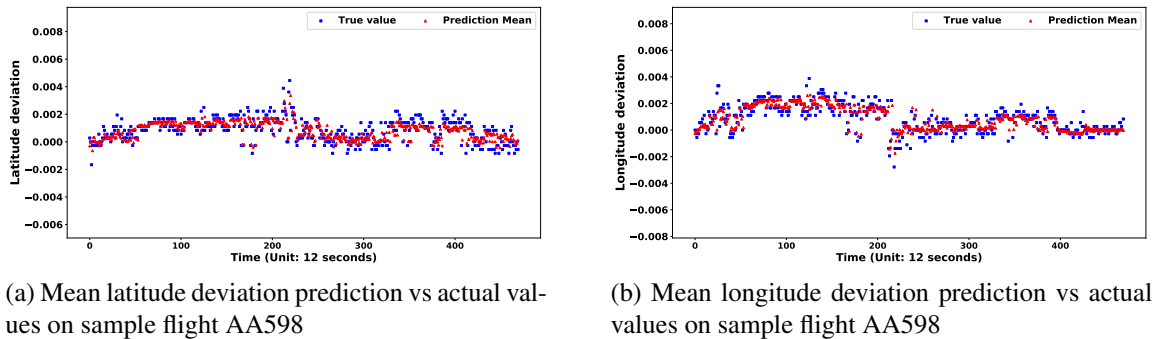 True value
Prediction Mean
0.008
0.006
0.004
0.002
0.000
−0.002
−0.004
−0.006
Latitude deviation
0
100
200
300
400
Time (Unit: 12 seconds)
(a) Mean latitude deviation prediction vs actual val-
ues on sample flight AA598
True value
Prediction Mean
0.008
0.006
0.004
0.002
0.000
−0.002
−0.004
−0.006
−0.008
Longitude deviation
0
100
200
300
400
Time (Unit: 12 seconds)
(b) Mean longitude deviation prediction vs actual
values on sample flight AA598